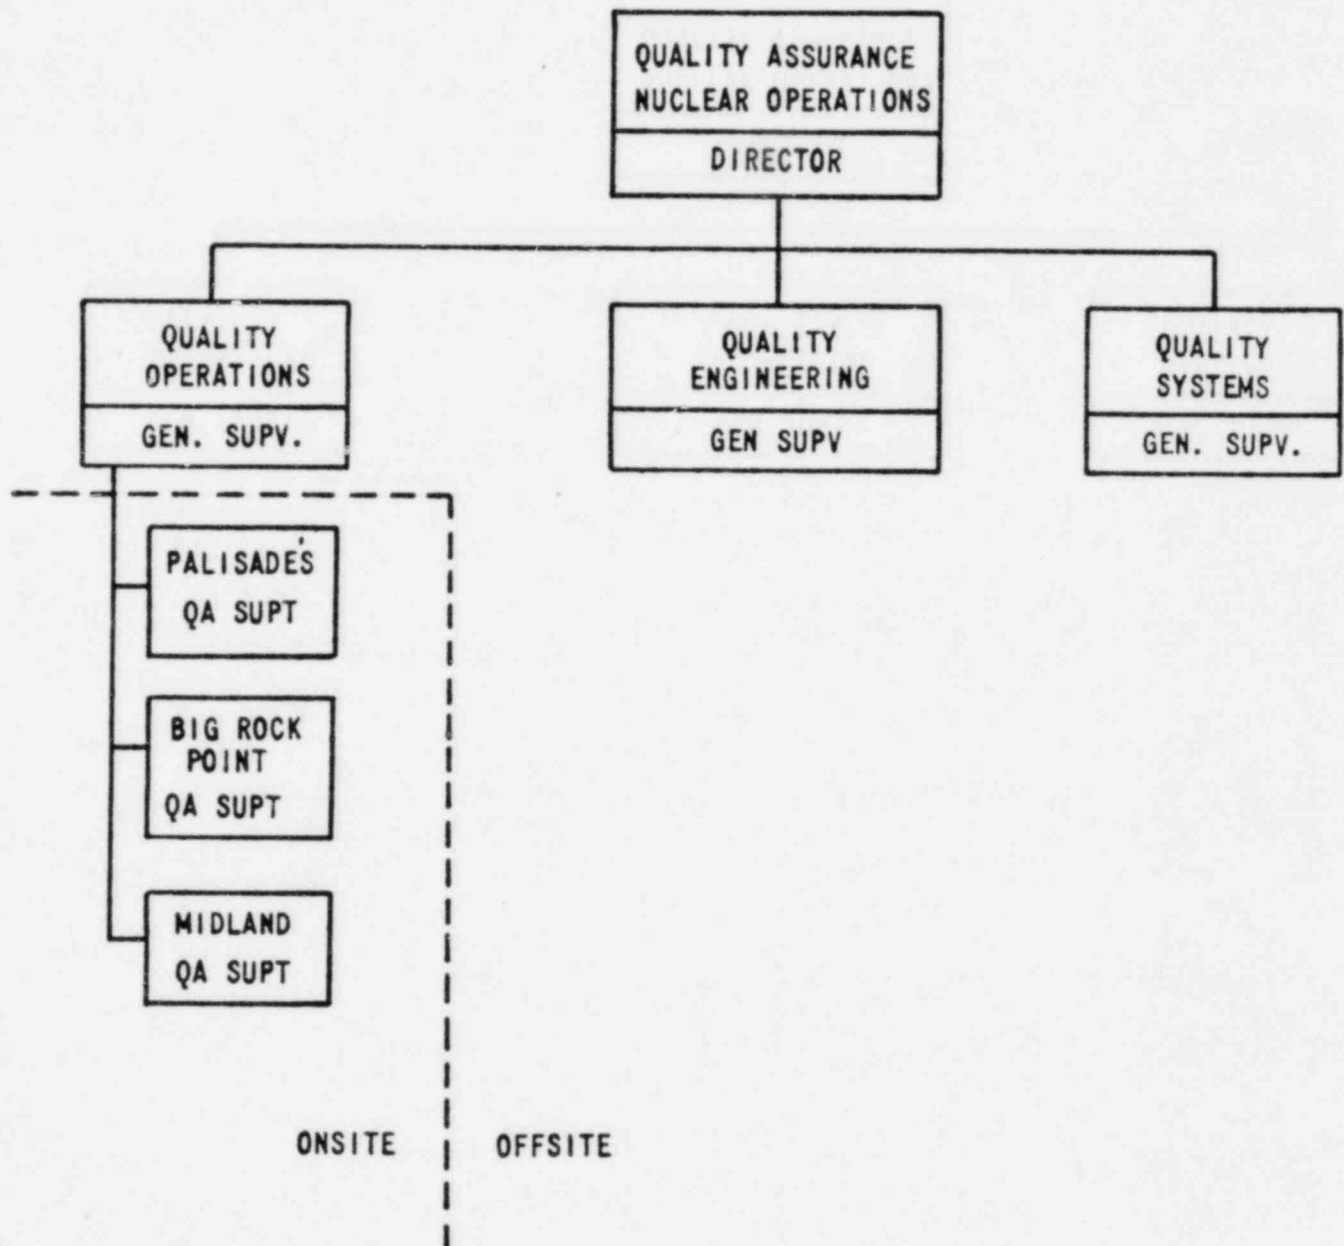 QUALITY ASSURANCE
NUCLEAR OPERATIONS
DIRECTOR
QUALITY
OPERATIONS
GEN. SUPV.
QUALITY
ENGINEERING
GEN SUPV
QUALITY
SYSTEMS
GEN. SUPV.
PALISADES
QA SUPT
BIG ROCK
POINT
QA SUPT
MIDLAND
QA SUPT
ONSITE
OFFSITE